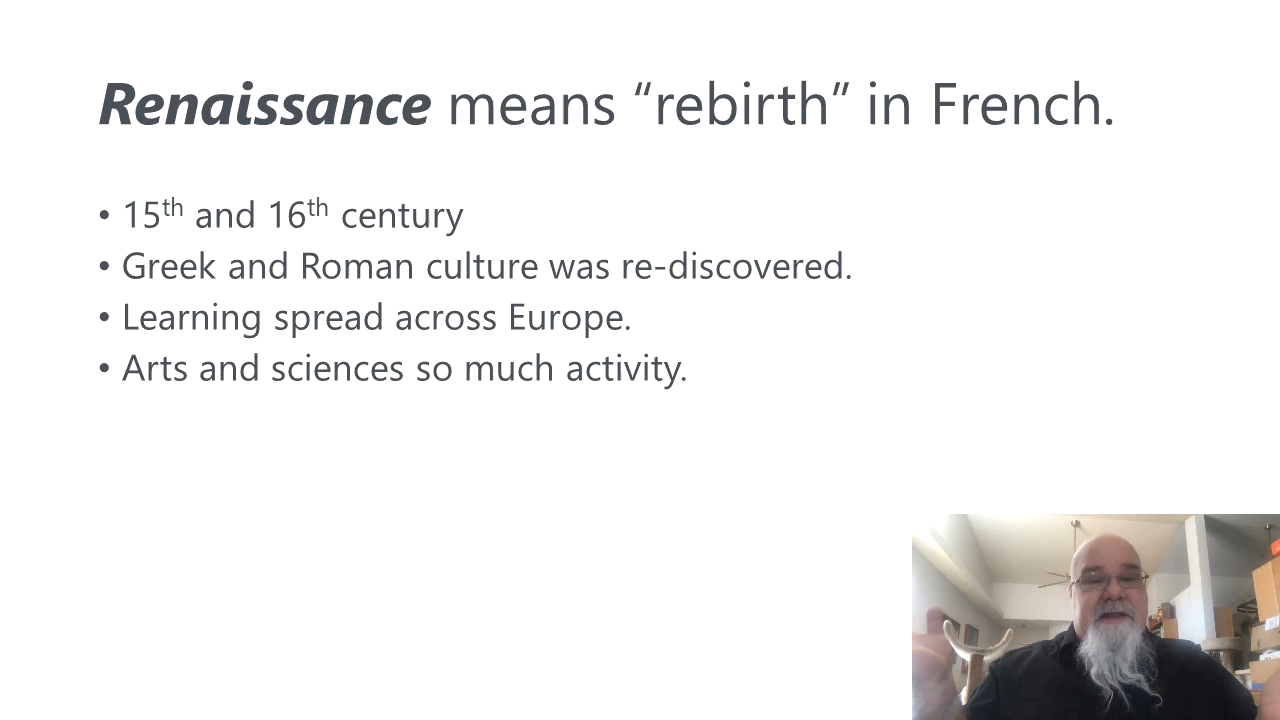 Renaissance means “rebirth” in French.
• 15th and 16th century
• Greek and Roman culture was re-discovered.
• Learning spread across Europe.
• Arts and sciences so much activity.